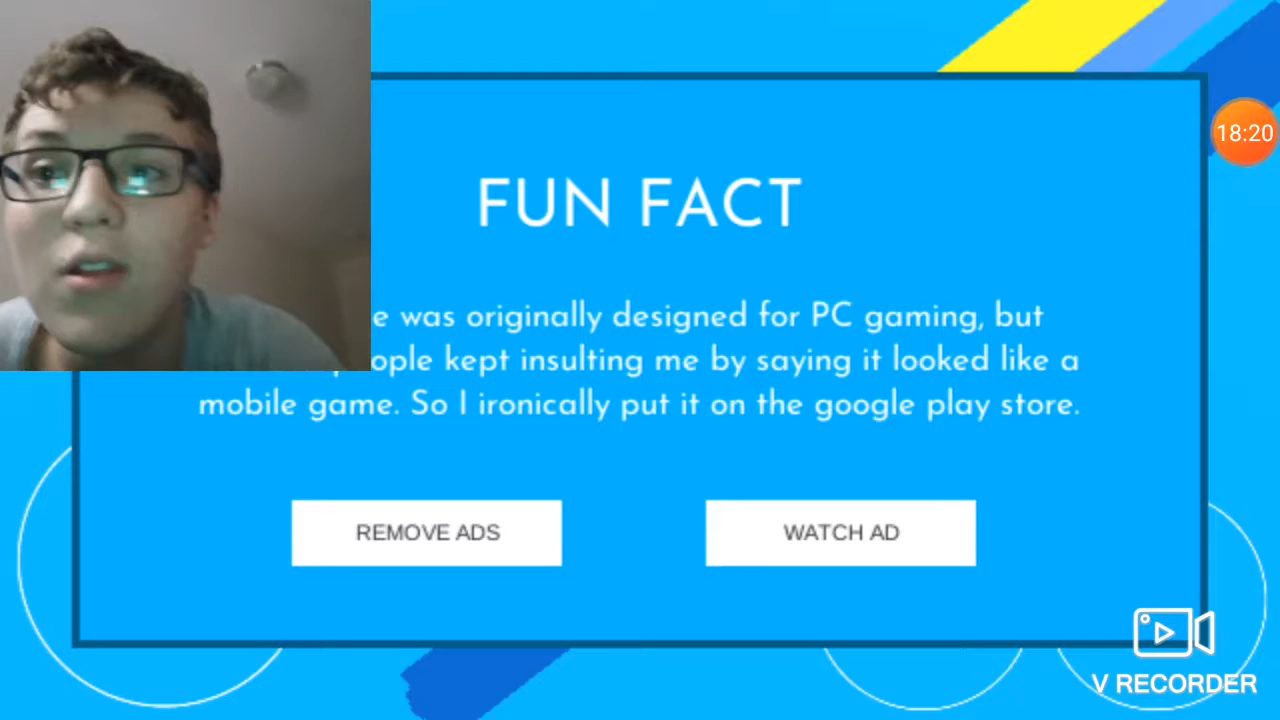 FUN FACT
18:20
e was originally designed for PC gaming, but
ople kept insulting me by saying it looked like a
mobile game. So I ironically put it on the google play store.
REMOVE ADS
WATCH AD
V RECORDER